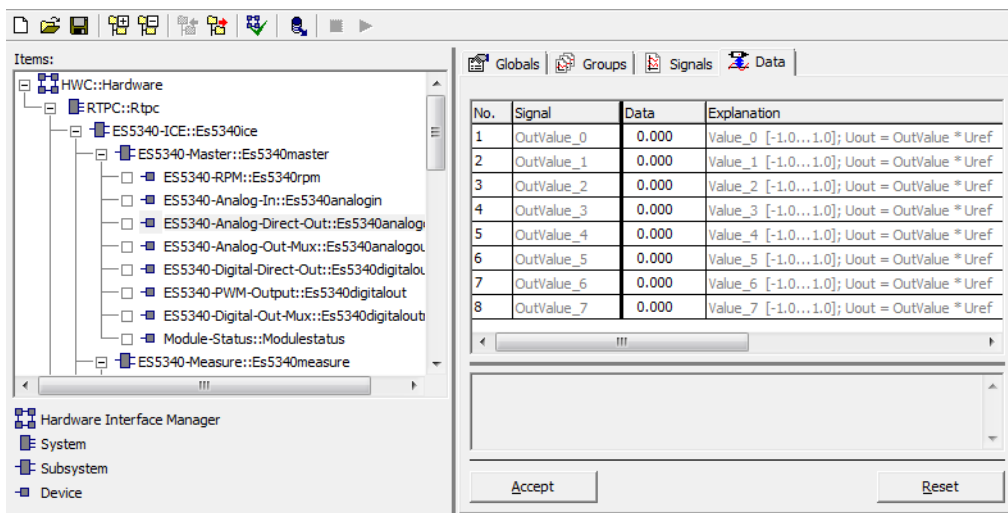 Items:
HWC::Hardware
RTPC::Rtpc
ES5340-ICE::Es5340ice
ES5340-Master::Es5340master
ES5340-RPM::Es5340rpm
ES5340-Analog-In::Es5340analogin
ES5340-Analog-Direct-Out::Es5340analog
ES5340-Analog-Out-Mux::Es5340analogou
ES5340-Digital-Direct-Out::Es5340digitalou
ES5340-PWM-Output::Es5340digitalout
ES5340-Digital-Out-Mux::Es5340digitalout
Module-Status::Modulestatus
ES5340-Measure::Es5340measure
Hardware Interface Manager
System
Subsystem
Device
Globals Groups Signals Data
No. Signal Data Explanation
1 OutValue_0 0.000 Value_0 [-1.0...1.0]; Uout = OutValue * Uref
2 OutValue_1 0.000 Value_1 [-1.0...1.0]; Uout = OutValue * Uref
3 OutValue_2 0.000 Value_2 [-1.0...1.0]; Uout = OutValue * Uref
4 OutValue_3 0.000 Value_3 [-1.0...1.0]; Uout = OutValue * Uref
5 OutValue_4 0.000 Value_4 [-1.0...1.0]; Uout = OutValue * Uref
6 OutValue_5 0.000 Value_5 [-1.0...1.0]; Uout = OutValue * Uref
7 OutValue_6 0.000 Value_6 [-1.0...1.0]; Uout = OutValue * Uref
8 OutValue_7 0.000 Value_7 [-1.0...1.0]; Uout = OutValue * Uref
Accept Reset